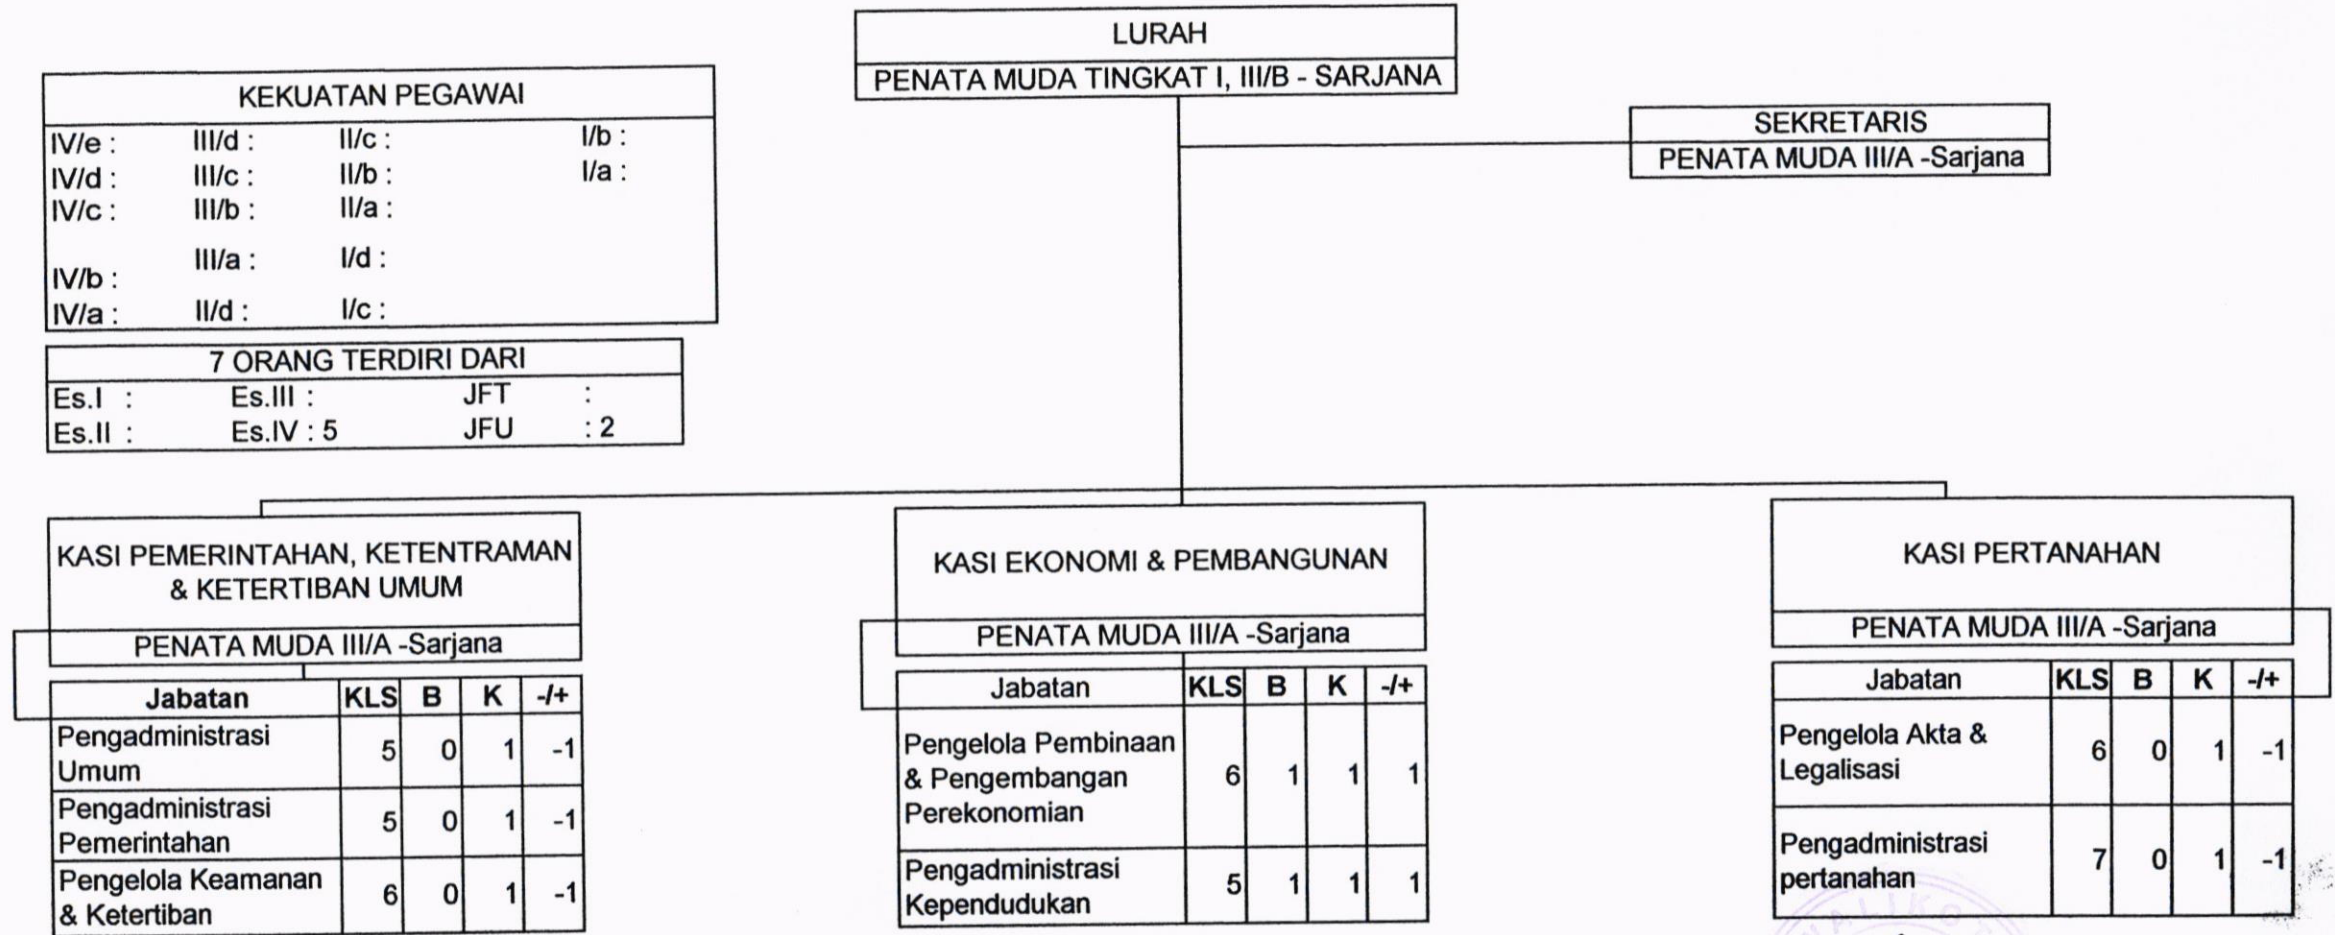 LURAH
PENATA MUDA TINGKAT I, III/B - SARJANA
SEKRETARIS
PENATA MUDA III/A -Sarjana
KEKUATAN PEGAWAI
IV/e : III/d : II/c : I/b :
IV/d : III/c : II/b : I/a :
IV/c : III/b : II/a :
III/a : I/d :
IV/b :
IV/a : II/d : I/c :
7 ORANG TERDIRI DARI
Es.I : Es.III : JFT :
Es.II : Es.IV : 5 JFU : 2
KASI PEMERINTAHAN, KETENTRAMAN
& KETERTIBAN UMUM
PENATA MUDA III/A -Sarjana
Jabatan KLS B K -/+
Pengadministrasi
Umum 5 0 1 -1
Pengadministrasi
Pemerintahan 5 0 1 -1
Pengelola Keamanan
& Ketertiban 6 0 1 -1
KASI EKONOMI & PEMBANGUNAN
PENATA MUDA III/A -Sarjana
Jabatan KLS B K -/+
Pengelola Pembinaan
& Pengembangan 6 1 1 1
Perekonomian
Pengadministrasi
Kependudukan 5 1 1 1
KASI PERTANAHAN
PENATA MUDA III/A -Sarjana
Jabatan KLS B K -/+
Pengelola Akta &
Legalisasi 6 0 1 -1
Pengadministrasi
pertanahan 7 0 1 -1